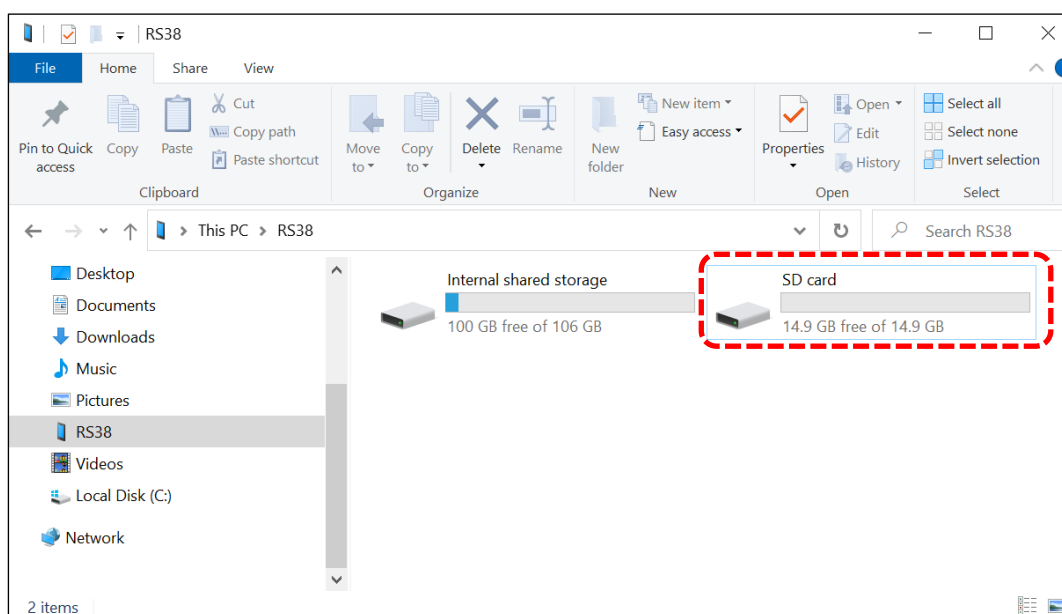 RS38
File Home Share View
Pin to Quick access
Copy
Paste
Cut
Copy path
Paste shortcut
Clipboard
Move to
Copy to
Delete
Rename
Organize
New folder
New item
Easy access
New
Properties
Open
Edit
History
Open
Select all
Select none
Invert selection
Select
This PC > RS38
Search RS38
Desktop
Documents
Downloads
Music
Pictures
RS38
Videos
Local Disk (C:)
Network
Internal shared storage
100 GB free of 106 GB
SD card
14.9 GB free of 14.9 GB
2 items